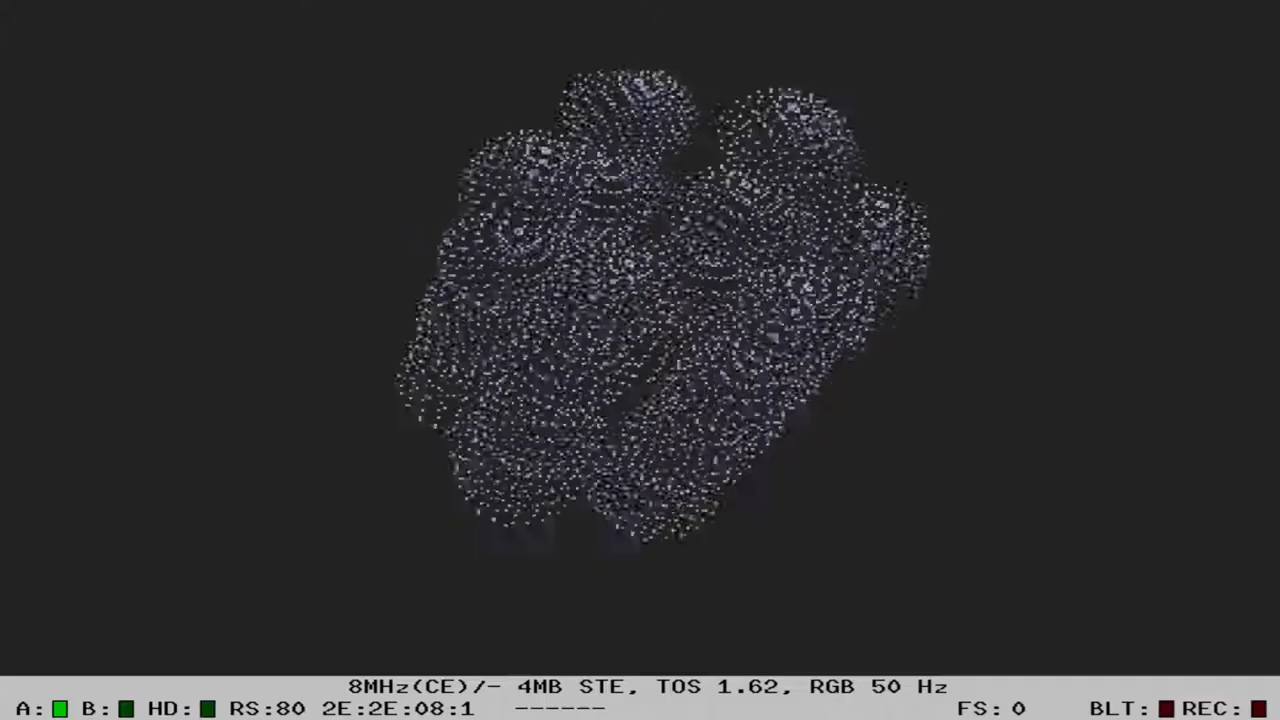 8MHz(CE)/- 4MB STE, TOS 1.62, RGB 50 Hz
A: B: HD: RS:80 2E:2E:08:1 ------ FS: 0 BLT: REC: